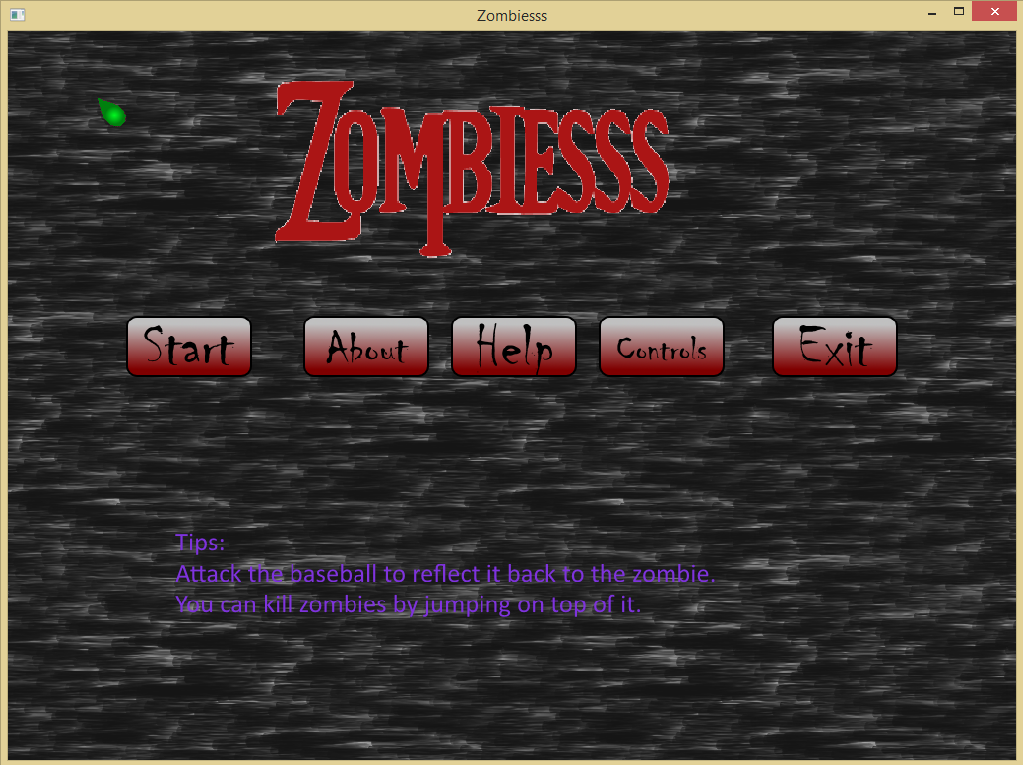 Zombiesss
ZOMBIESSS
Start
About
Help
Controls
Exit
Tips:
Attack the baseball to reflect it back to the zombie.
You can kill zombies by jumping on top of it.